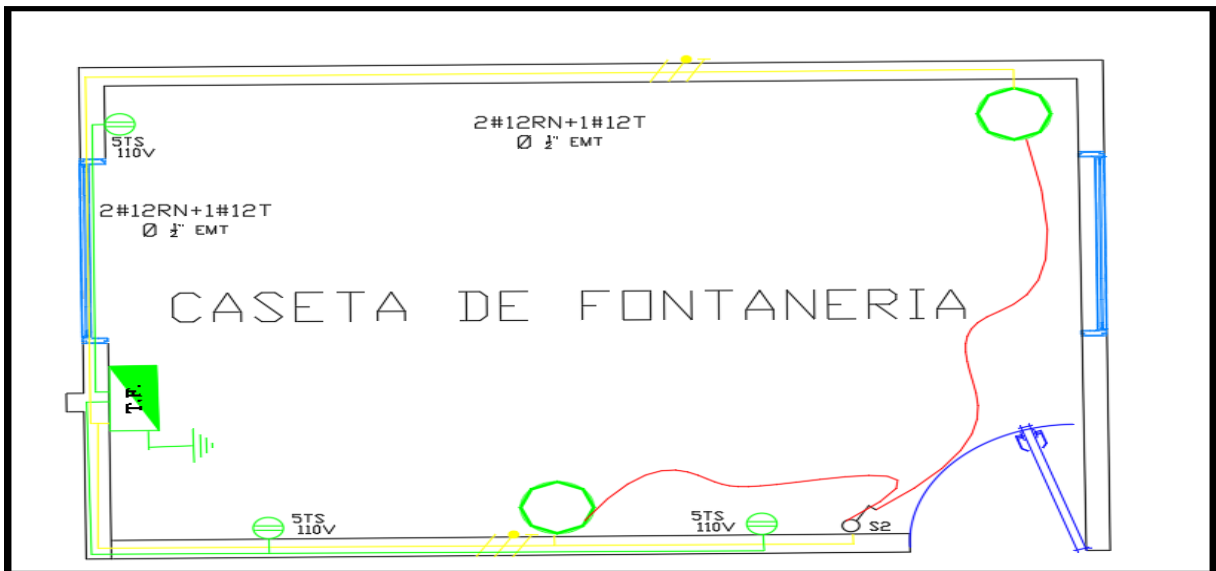 2#12RN+1#12T
Ø ½" EMT
5TS
110V
2#12RN+1#12T
Ø ½" EMT
CASETA DE FONTANERIA
5TS
110V
5TS
110V
S2